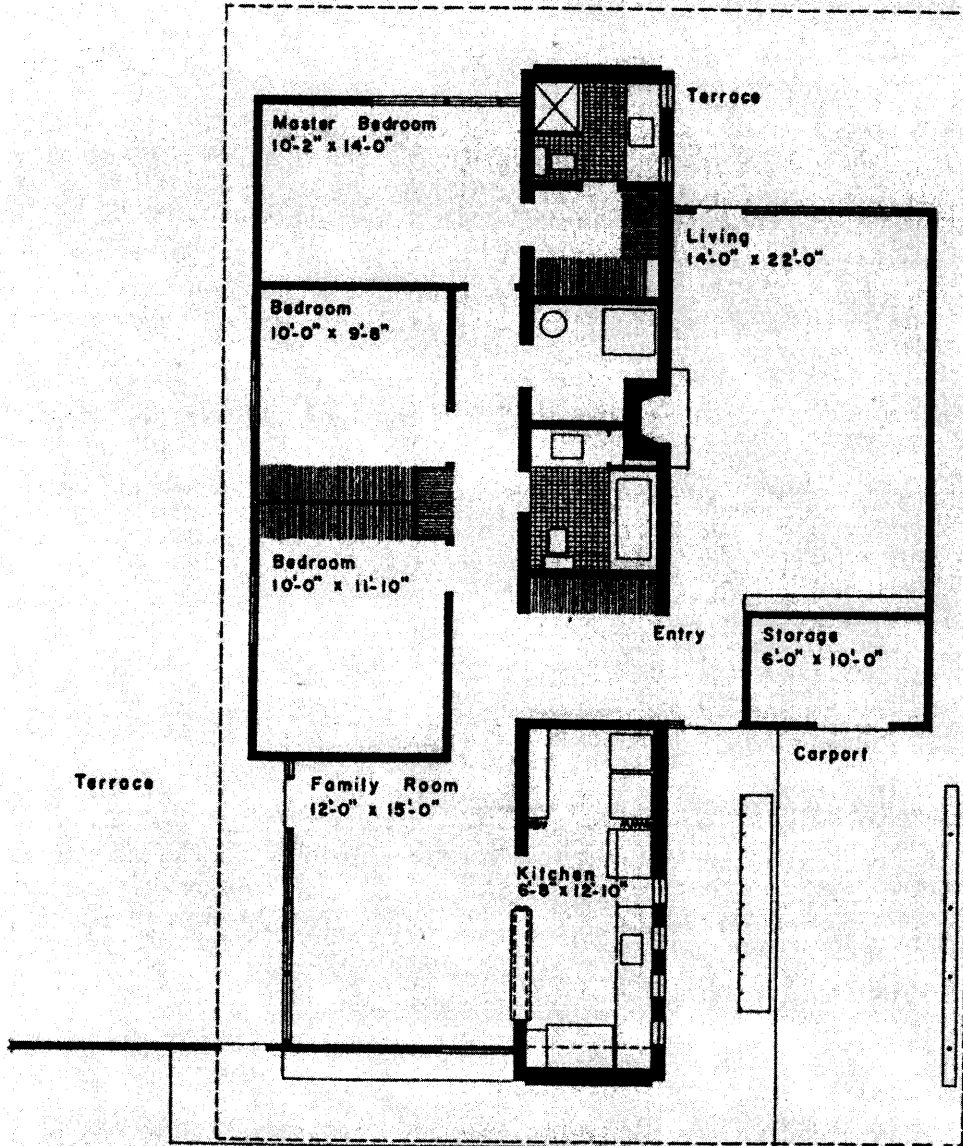 Terrace
Master Bedroom
10'-2" x 14'-0"
Living
14'-0" x 22'-0"
Bedroom
10'-0" x 9'-8"
Bedroom
10'-0" x 11'-10"
Entry
Storage
6'-0" x 10'-0"
Carport
Terrace
Family Room
12'-0" x 15'-0"
Kitchen
6'-8" x 12'-10"